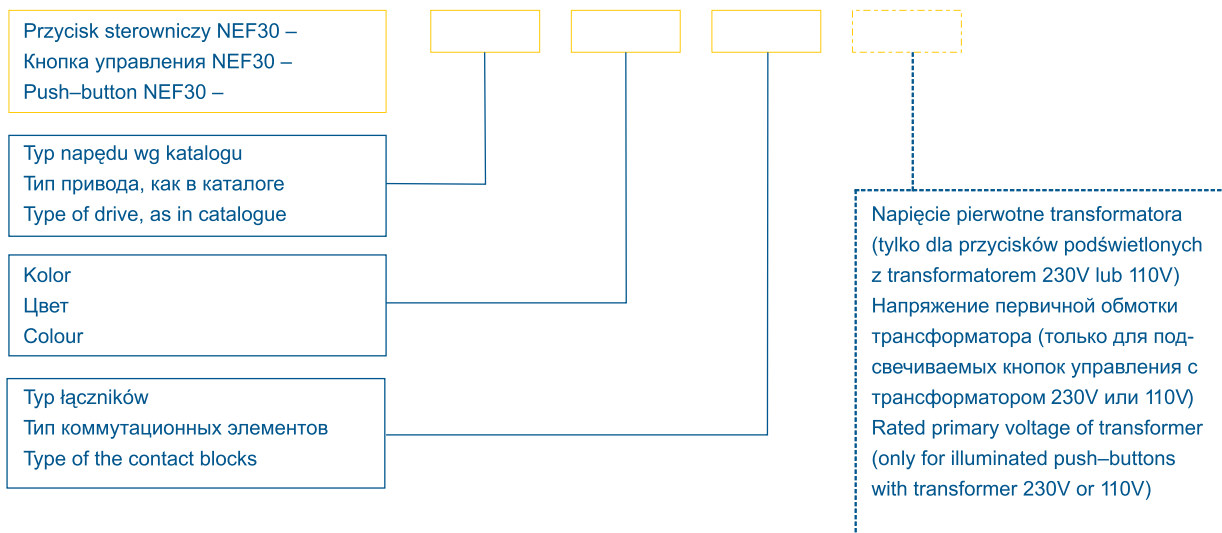 Przycisk sterowniczy NEF30 –
Кнопка управления NEF30 –
Push–button NEF30 –
Typ napędu wg katalogu
Тип привода, как в каталоге
Type of drive, as in catalogue
Kolor
Цвет
Colour
Typ łączników
Тип коммутационных элементов
Type of the contact blocks
Napięcie pierwotne transformatora
(tylko dla przycisków podświetlonych
z transformatorem 230V lub 110V)
Напряжение первичной обмотки
трансформатора (только для под-
свечиваемых кнопок управления с
трансформатором 230V или 110V)
Rated primary voltage of transformer
(only for illuminated push–buttons
with transformer 230V or 110V)